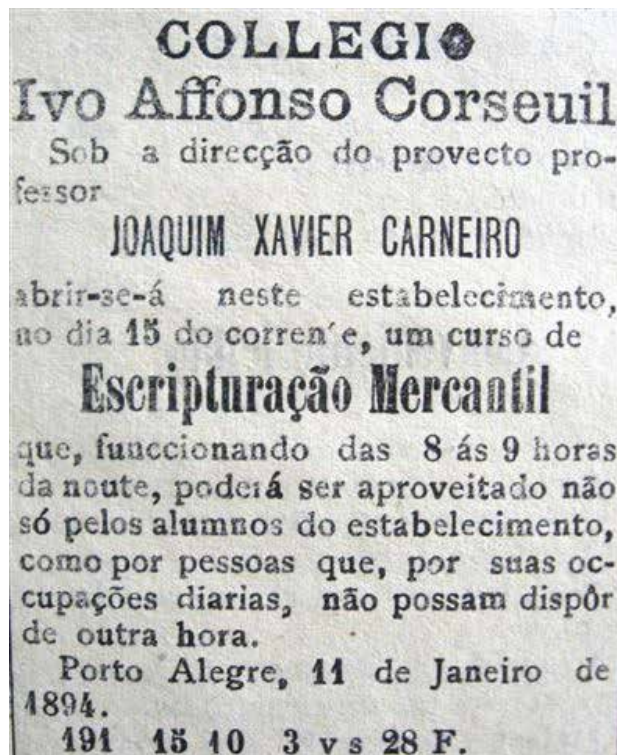 COLLEGIO
Ivo Affonso Corseuil
Sob a direcção do provecto pro-
fessor
JOAQUIM XAVIER CARNEIRO
abrir-se-á neste estabelecimento,
no dia 15 do corren'e, um curso de
Escripturação Mercantil
que, funccionando das 8 ás 9 horas
da noute, poderá ser aproveitado não
só pelos alumnos do estabelecimento,
como por pessoas que, por suas oc-
cupações diarias, não possam dispôr
de outra hora.
Porto Alegre, 11 de Janeiro de
1894.
191 15 10 3 v s 28 F.